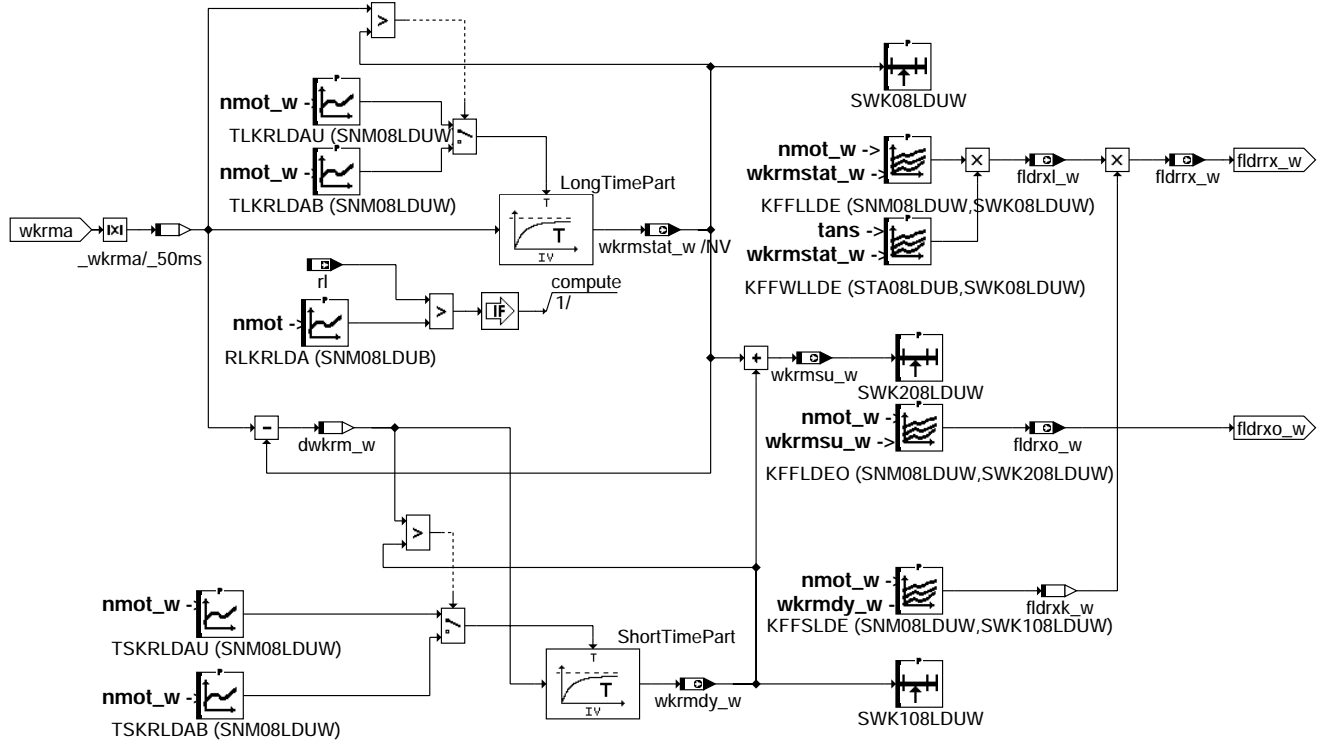 P
>
SWK08LDUW
P
nmot_w
TLKRLDAU (SNM08LDUW
P
nmot_w
TLKRLDAB (SNM08LDUW)
LongTimePart
T
T
IV
wkrmstat_w /NV
P
nmot_w ->
wkrmstat_w
KFFLLDE (SNM08LDUW,SWK08LDUW)
fldrxl_w
fldrrx_w
fldrrx_w
P
tans
wkrmstat_w
KFFWLLDE (STA08LDUB,SWK08LDUW)
wkrma
|x|
_wkrma/_50ms
rl
P
nmot
RLKRLDA (SNM08LDUB)
>
IF
compute
1/
+
wkrmsu_w
P
SWK208LDUW
-
dwkrm_w
P
nmot_w
wkrmsu_w
KFFLDEO (SNM08LDUW,SWK208LDUW)
fldrxo_w
fldrxo_w
>
P
nmot_w
wkrmdy_w
KFFSLDE (SNM08LDUW,SWK108LDUW)
fldrxk_w
P
nmot_w
TSKRLDAU (SNM08LDUW)
P
nmot_w
TSKRLDAB (SNM08LDUW)
ShortTimePart
T
T
IV
wkrmdy_w
P
SWK108LDUW